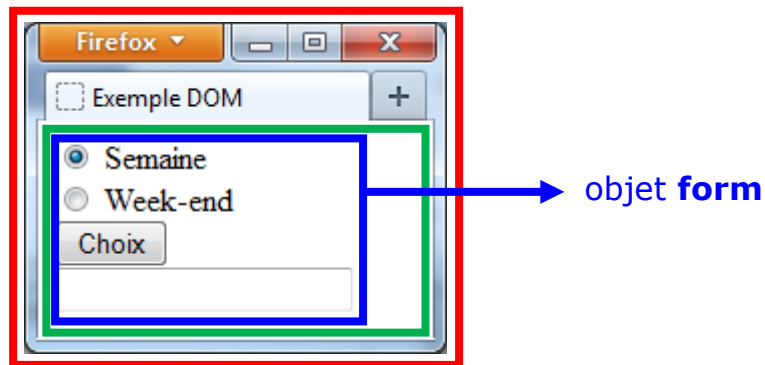 Firefox
Exemple DOM
Semaine
Week-end
objet form
Choix